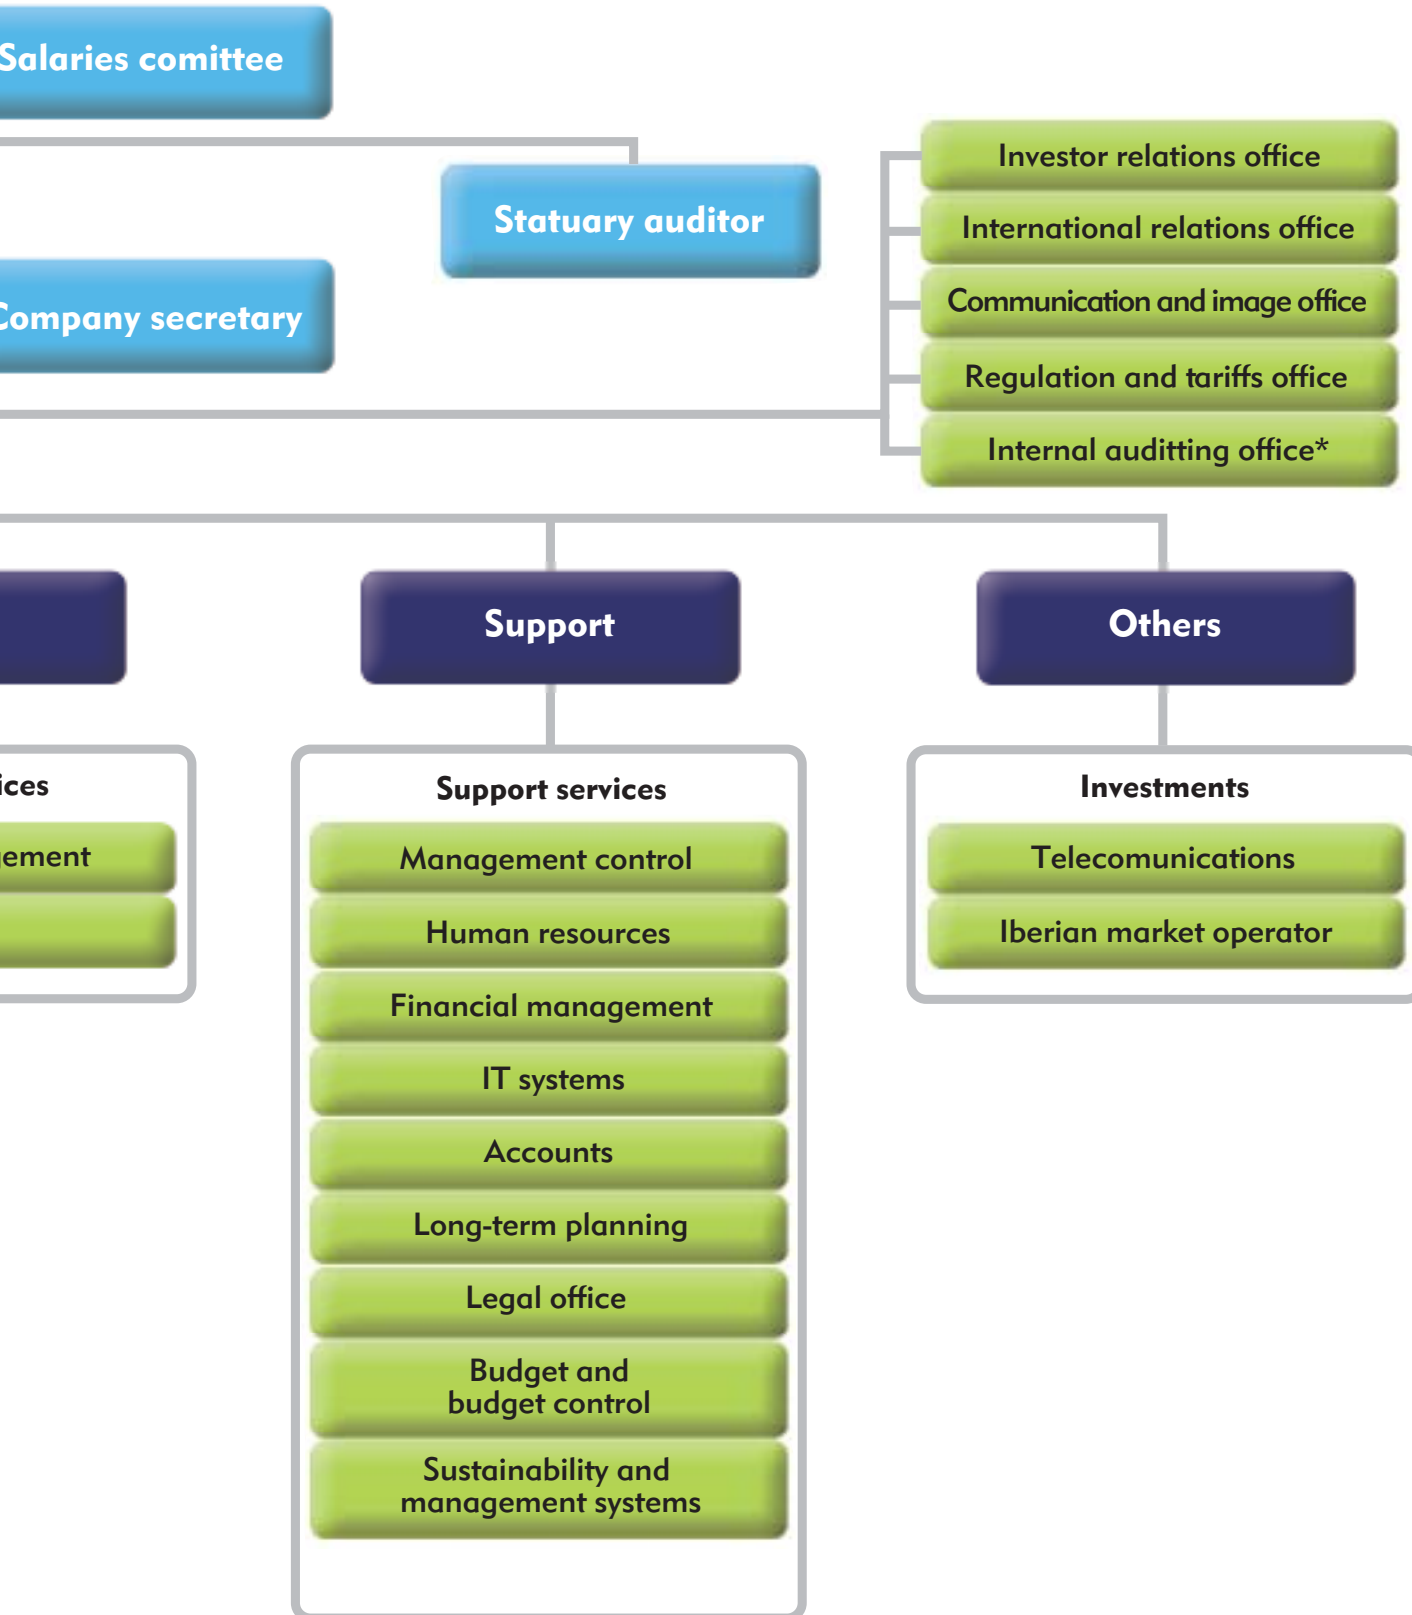 Salaries comittee
Statuary auditor
Company secretary
Investor relations office
International relations office
Communication and image office
Regulation and tariffs office
Internal auditting office*
Support
Others
Support services
Management control
Human resources
Financial management
IT systems
Accounts
Long-term planning
Legal office
Budget and
budget control
Sustainability and
management systems
Investments
Telecomunications
Iberian market operator